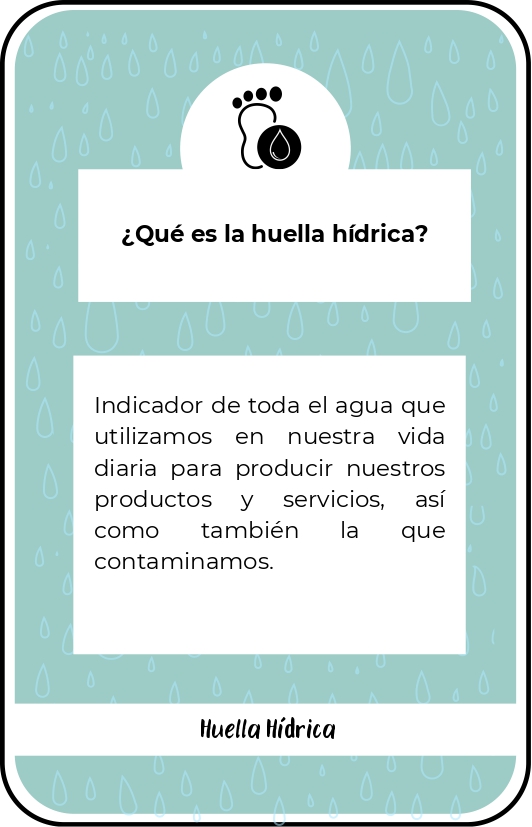 ¿Qué es la huella hídrica?
Indicador de toda el agua que
utilizamos en nuestra vida
diaria para producir nuestros
productos y servicios, así
como también la que
contaminamos.
Huella Hídrica